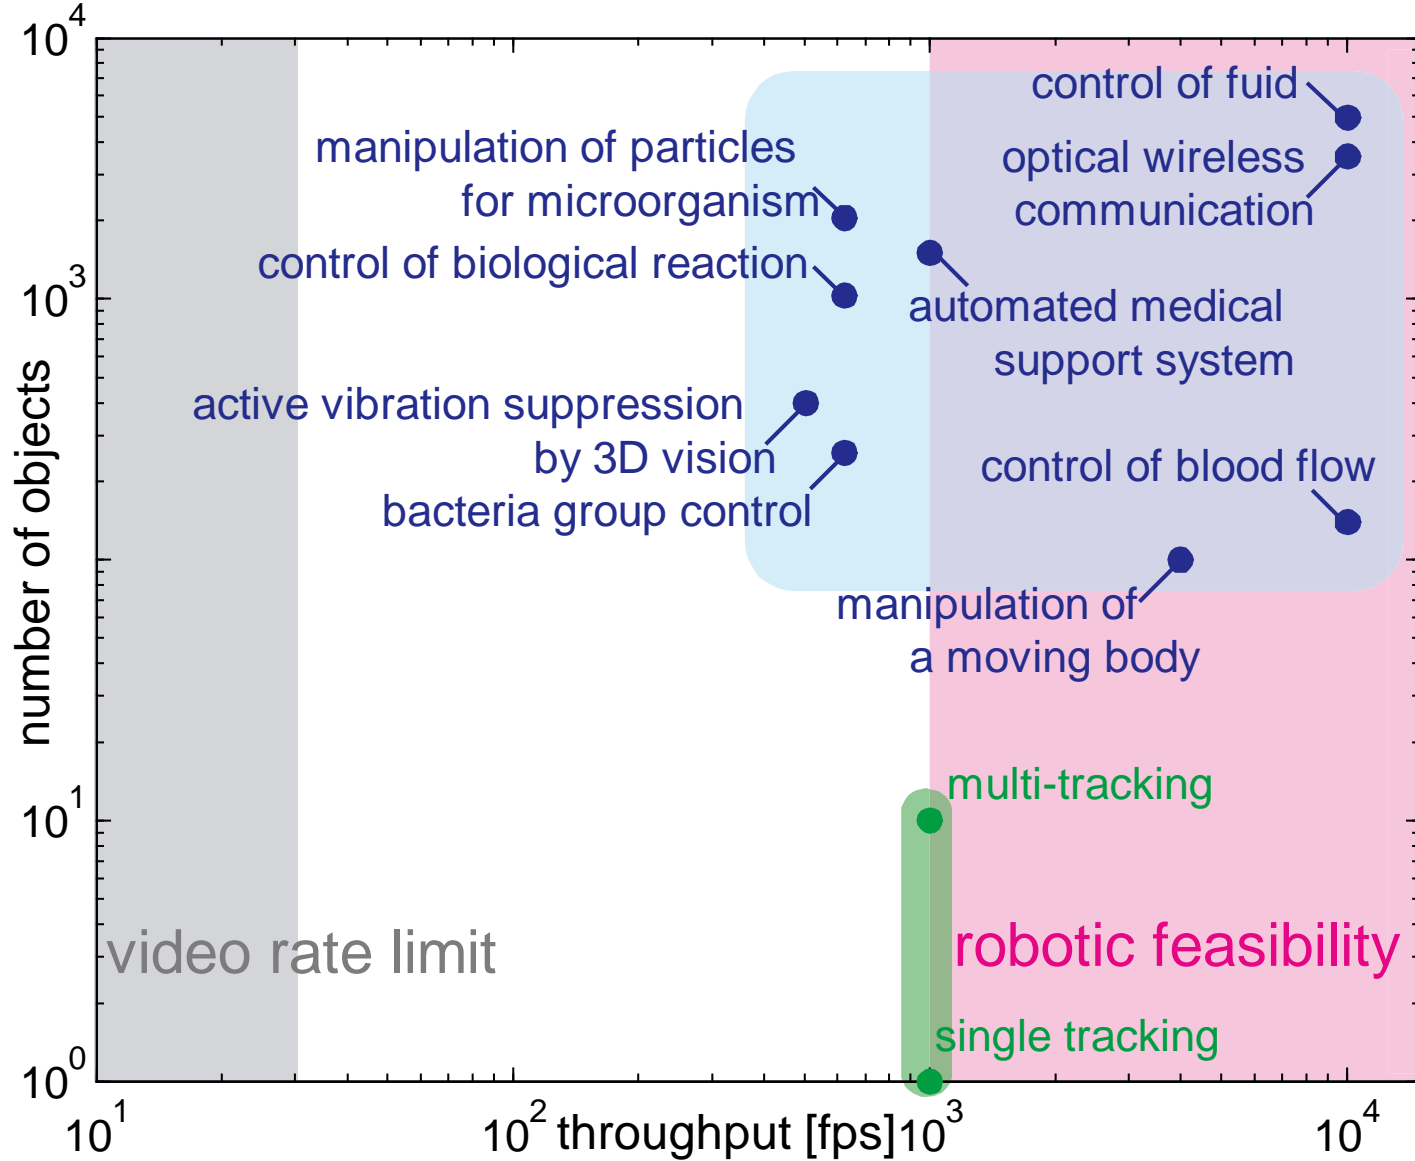 10^4
control of fuid
manipulation of particles
for microorganism
optical wireless
communication
control of biological reaction
10^3
automated medical
support system
active vibration suppression
by 3D vision
control of blood flow
bacteria group control
number of objects
manipulation of
a moving body
multi-tracking
10^1
video rate limit
robotic feasibility
single tracking
10^0
10^1
10^2
throughput [fps]
10^3
10^4